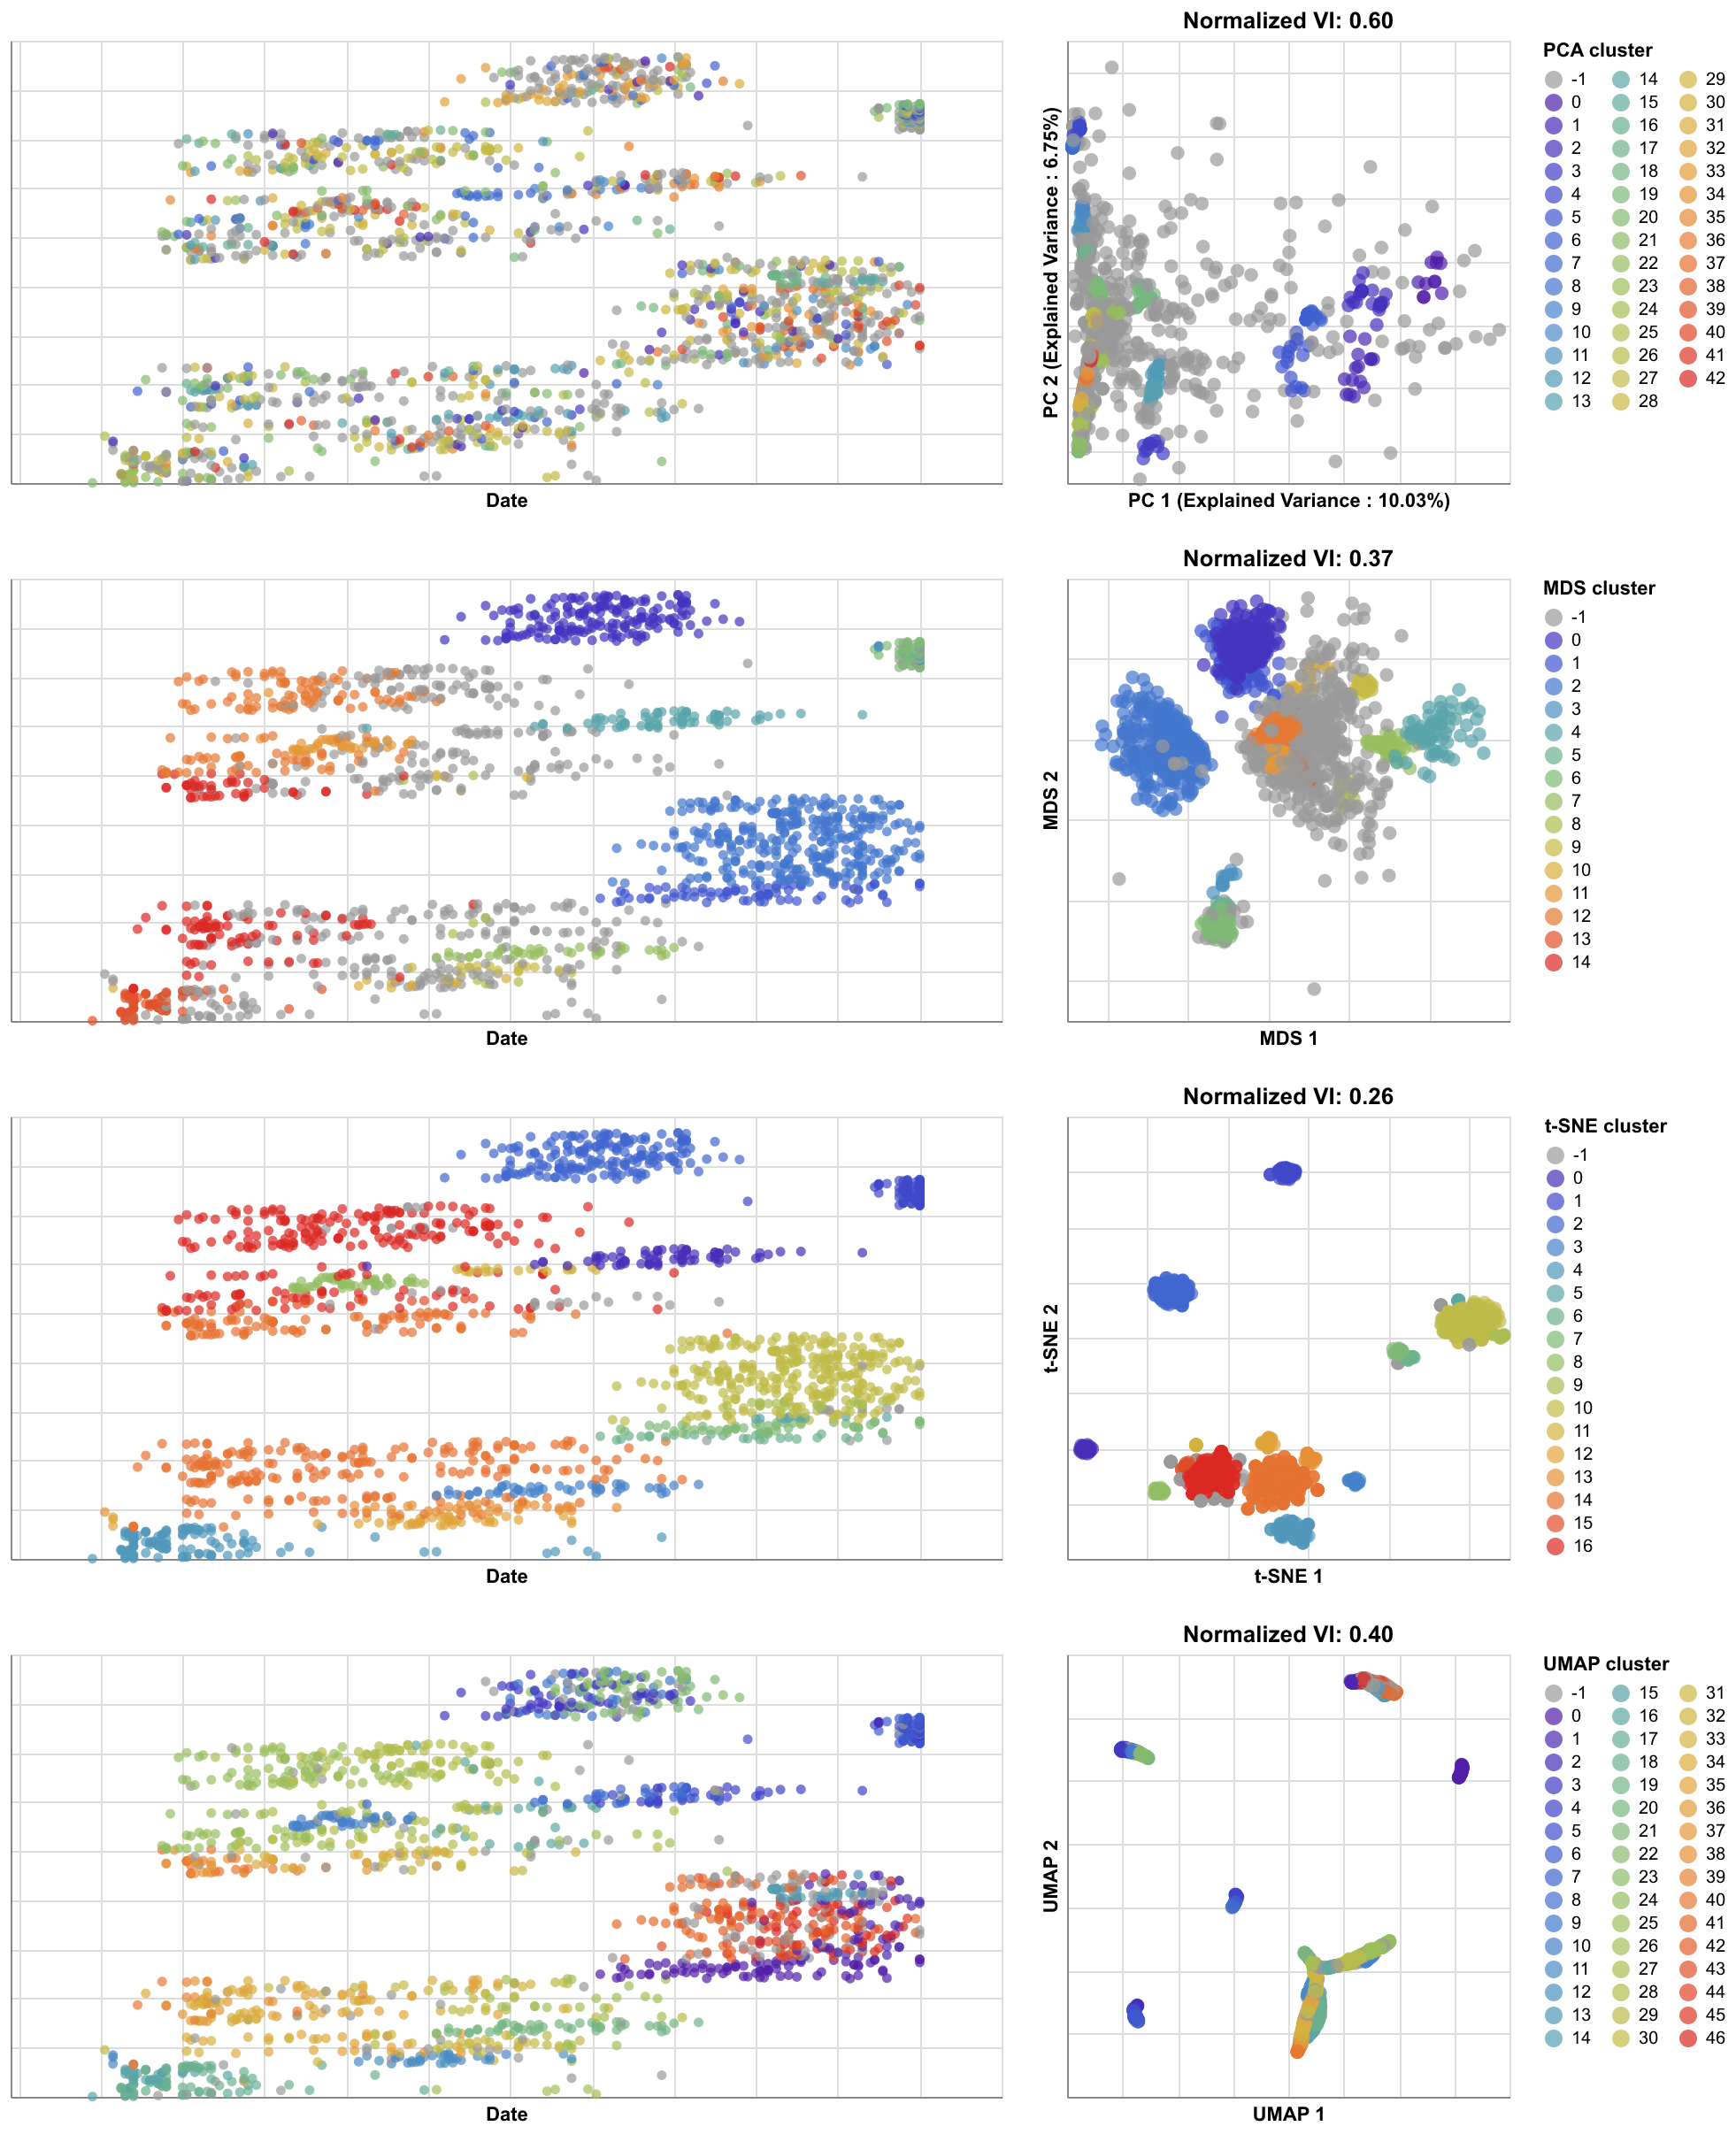 Normalized VI: 0.60
PC 2 (Explained Variance : 6.75%)
Date
PC 1 (Explained Variance : 10.03%)
PCA cluster
-1 14 29
0 15 30
1 16 31
2 17 32
3 18 33
4 19 34
5 20 35
6 21 36
7 22 37
8 23 38
9 24 39
10 25 40
11 26 41
12 27 42
13 28
Normalized VI: 0.37
MDS 2
Date
MDS 1
MDS cluster
-1
0
1
2
3
4
5
6
7
8
9
10
11
12
13
14
Normalized VI: 0.26
t-SNE 2
Date
t-SNE 1
t-SNE cluster
-1
0
1
2
3
4
5
6
7
8
9
10
11
12
13
14
15
16
Normalized VI: 0.40
UMAP 2
Date
UMAP 1
UMAP cluster
-1 15 31
0 16 32
1 17 33
2 18 34
3 19 35
4 20 36
5 21 37
6 22 38
7 23 39
8 24 40
9 25 41
10 26 42
11 27 43
12 28 44
13 29 45
14 30 46